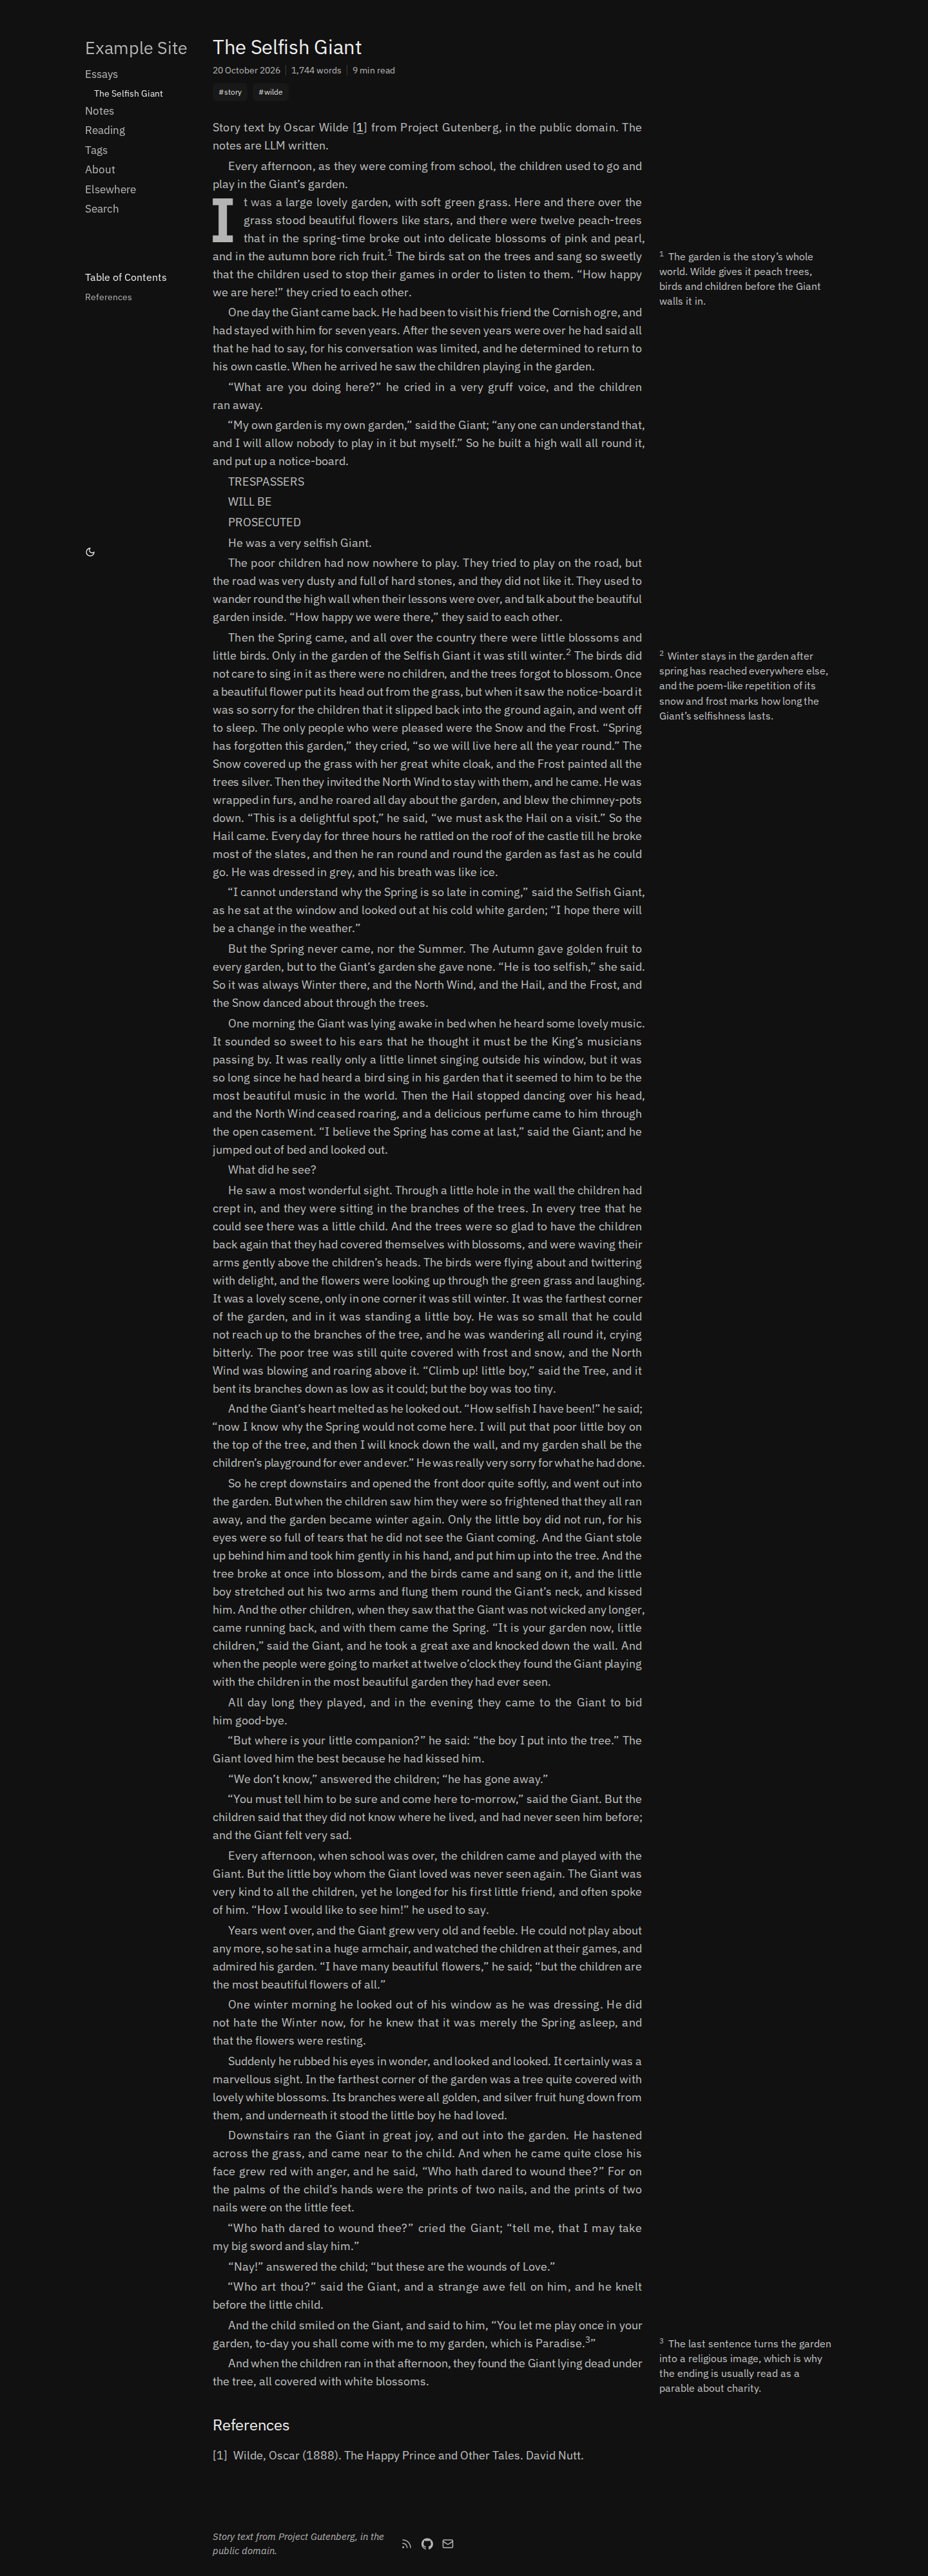 Example Site
Essays
The Selfish Giant
Notes
Reading
Tags
About
Elsewhere
Search
Table of Contents
References
The Selfish Giant
20 October 2026 | 1,744 words | 9 min read
#story #wilde
Story text by Oscar Wilde [1] from Project Gutenberg, in the public domain. The
notes are LLM written.
Every afternoon, as they were coming from school, the children used to go and
play in the Giant’s garden.
It was a large lovely garden, with soft green grass. Here and there over the
grass stood beautiful flowers like stars, and there were twelve peach-trees
that in the spring-time broke out into delicate blossoms of pink and pearl,
and in the autumn bore rich fruit.1 The birds sat on the trees and sang so sweetly
that the children used to stop their games in order to listen to them. “How happy
we are here!” they cried to each other.
1 The garden is the story’s whole
world. Wilde gives it peach trees,
birds and children before the Giant
walls it in.
One day the Giant came back. He had been to visit his friend the Cornish ogre, and
had stayed with him for seven years. After the seven years were over he had said all
that he had to say, for his conversation was limited, and he determined to return to
his own castle. When he arrived he saw the children playing in the garden.
“What are you doing here?” he cried in a very gruff voice, and the children
ran away.
“My own garden is my own garden,” said the Giant; “any one can understand that,
and I will allow nobody to play in it but myself.” So he built a high wall all round it,
and put up a notice-board.
TRESPASSERS
WILL BE
PROSECUTED
He was a very selfish Giant.
The poor children had now nowhere to play. They tried to play on the road, but
the road was very dusty and full of hard stones, and they did not like it. They used to
wander round the high wall when their lessons were over, and talk about the beautiful
garden inside. “How happy we were there,” they said to each other.
Then the Spring came, and all over the country there were little blossoms and
little birds. Only in the garden of the Selfish Giant it was still winter.2 The birds did
not care to sing in it as there were no children, and the trees forgot to blossom. Once
a beautiful flower put its head out from the grass, but when it saw the notice-board it
was so sorry for the children that it slipped back into the ground again, and went off
to sleep. The only people who were pleased were the Snow and the Frost. “Spring
has forgotten this garden,” they cried, “so we will live here all the year round.” The
Snow covered up the grass with her great white cloak, and the Frost painted all the
trees silver. Then they invited the North Wind to stay with them, and he came. He was
wrapped in furs, and he roared all day about the garden, and blew the chimney-pots
down. “This is a delightful spot,” he said, “we must ask the Hail on a visit.” So the
Hail came. Every day for three hours he rattled on the roof of the castle till he broke
most of the slates, and then he ran round and round the garden as fast as he could
go. He was dressed in grey, and his breath was like ice.
2 Winter stays in the garden after
spring has reached everywhere else,
and the poem-like repetition of its
snow and frost marks how long the
Giant’s selfishness lasts.
“I cannot understand why the Spring is so late in coming,” said the Selfish Giant,
as he sat at the window and looked out at his cold white garden; “I hope there will
be a change in the weather.”
But the Spring never came, nor the Summer. The Autumn gave golden fruit to
every garden, but to the Giant’s garden she gave none. “He is too selfish,” she said.
So it was always Winter there, and the North Wind, and the Hail, and the Frost, and
the Snow danced about through the trees.
One morning the Giant was lying awake in bed when he heard some lovely music.
It sounded so sweet to his ears that he thought it must be the King’s musicians
passing by. It was really only a little linnet singing outside his window, but it was
so long since he had heard a bird sing in his garden that it seemed to him to be the
most beautiful music in the world. Then the Hail stopped dancing over his head,
and the North Wind ceased roaring, and a delicious perfume came to him through
the open casement. “I believe the Spring has come at last,” said the Giant; and he
jumped out of bed and looked out.
What did he see?
He saw a most wonderful sight. Through a little hole in the wall the children had
crept in, and they were sitting in the branches of the trees. In every tree that he
could see there was a little child. And the trees were so glad to have the children
back again that they had covered themselves with blossoms, and were waving their
arms gently above the children’s heads. The birds were flying about and twittering
with delight, and the flowers were looking up through the green grass and laughing.
It was a lovely scene, only in one corner it was still winter. It was the farthest corner
of the garden, and in it was standing a little boy. He was so small that he could
not reach up to the branches of the tree, and he was wandering all round it, crying
bitterly. The poor tree was still quite covered with frost and snow, and the North
Wind was blowing and roaring above it. “Climb up! little boy,” said the Tree, and it
bent its branches down as low as it could; but the boy was too tiny.
And the Giant’s heart melted as he looked out. “How selfish I have been!” he said;
“now I know why the Spring would not come here. I will put that poor little boy on
the top of the tree, and then I will knock down the wall, and my garden shall be the
children’s playground for ever and ever.” He was really very sorry for what he had done.
So he crept downstairs and opened the front door quite softly, and went out into
the garden. But when the children saw him they were so frightened that they all ran
away, and the garden became winter again. Only the little boy did not run, for his
eyes were so full of tears that he did not see the Giant coming. And the Giant stole
up behind him and took him gently in his hand, and put him up into the tree. And the
tree broke at once into blossom, and the birds came and sang on it, and the little
boy stretched out his two arms and flung them round the Giant’s neck, and kissed
him. And the other children, when they saw that the Giant was not wicked any longer,
came running back, and with them came the Spring. “It is your garden now, little
children,” said the Giant, and he took a great axe and knocked down the wall. And
when the people were going to market at twelve o’clock they found the Giant playing
with the children in the most beautiful garden they had ever seen.
All day long they played, and in the evening they came to the Giant to bid
him good-bye.
“But where is your little companion?” he said: “the boy I put into the tree.” The
Giant loved him the best because he had kissed him.
“We don’t know,” answered the children; “he has gone away.”
“You must tell him to be sure and come here to-morrow,” said the Giant. But the
children said that they did not know where he lived, and had never seen him before;
and the Giant felt very sad.
Every afternoon, when school was over, the children came and played with the
Giant. But the little boy whom the Giant loved was never seen again. The Giant was
very kind to all the children, yet he longed for his first little friend, and often spoke
of him. “How I would like to see him!” he used to say.
Years went over, and the Giant grew very old and feeble. He could not play about
any more, so he sat in a huge armchair, and watched the children at their games, and
admired his garden. “I have many beautiful flowers,” he said; “but the children are
the most beautiful flowers of all.”
One winter morning he looked out of his window as he was dressing. He did
not hate the Winter now, for he knew that it was merely the Spring asleep, and
that the flowers were resting.
Suddenly he rubbed his eyes in wonder, and looked and looked. It certainly was a
marvellous sight. In the farthest corner of the garden was a tree quite covered with
lovely white blossoms. Its branches were all golden, and silver fruit hung down from
them, and underneath it stood the little boy he had loved.
Downstairs ran the Giant in great joy, and out into the garden. He hastened
across the grass, and came near to the child. And when he came quite close his
face grew red with anger, and he said, “Who hath dared to wound thee?” For on
the palms of the child’s hands were the prints of two nails, and the prints of two
nails were on the little feet.
“Who hath dared to wound thee?” cried the Giant; “tell me, that I may take
my big sword and slay him.”
“Nay!” answered the child; “but these are the wounds of Love.”
“Who art thou?” said the Giant, and a strange awe fell on him, and he knelt
before the little child.
And the child smiled on the Giant, and said to him, “You let me play once in your
garden, to-day you shall come with me to my garden, which is Paradise.3”
3 The last sentence turns the garden
into a religious image, which is why
the ending is usually read as a
parable about charity.
And when the children ran in that afternoon, they found the Giant lying dead under
the tree, all covered with white blossoms.
References
[1] Wilde, Oscar (1888). The Happy Prince and Other Tales. David Nutt.
Story text from Project Gutenberg, in the
public domain.